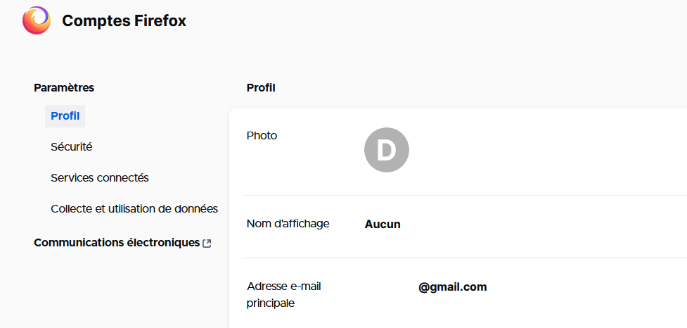 Comptes Firefox
Paramètres
Profil
Sécurité
Services connectés
Collecte et utilisation de données
Communications électroniques
Profil
Photo
D
Nom d'affichage
Aucun
Adresse e-mail
principale
@gmail.com